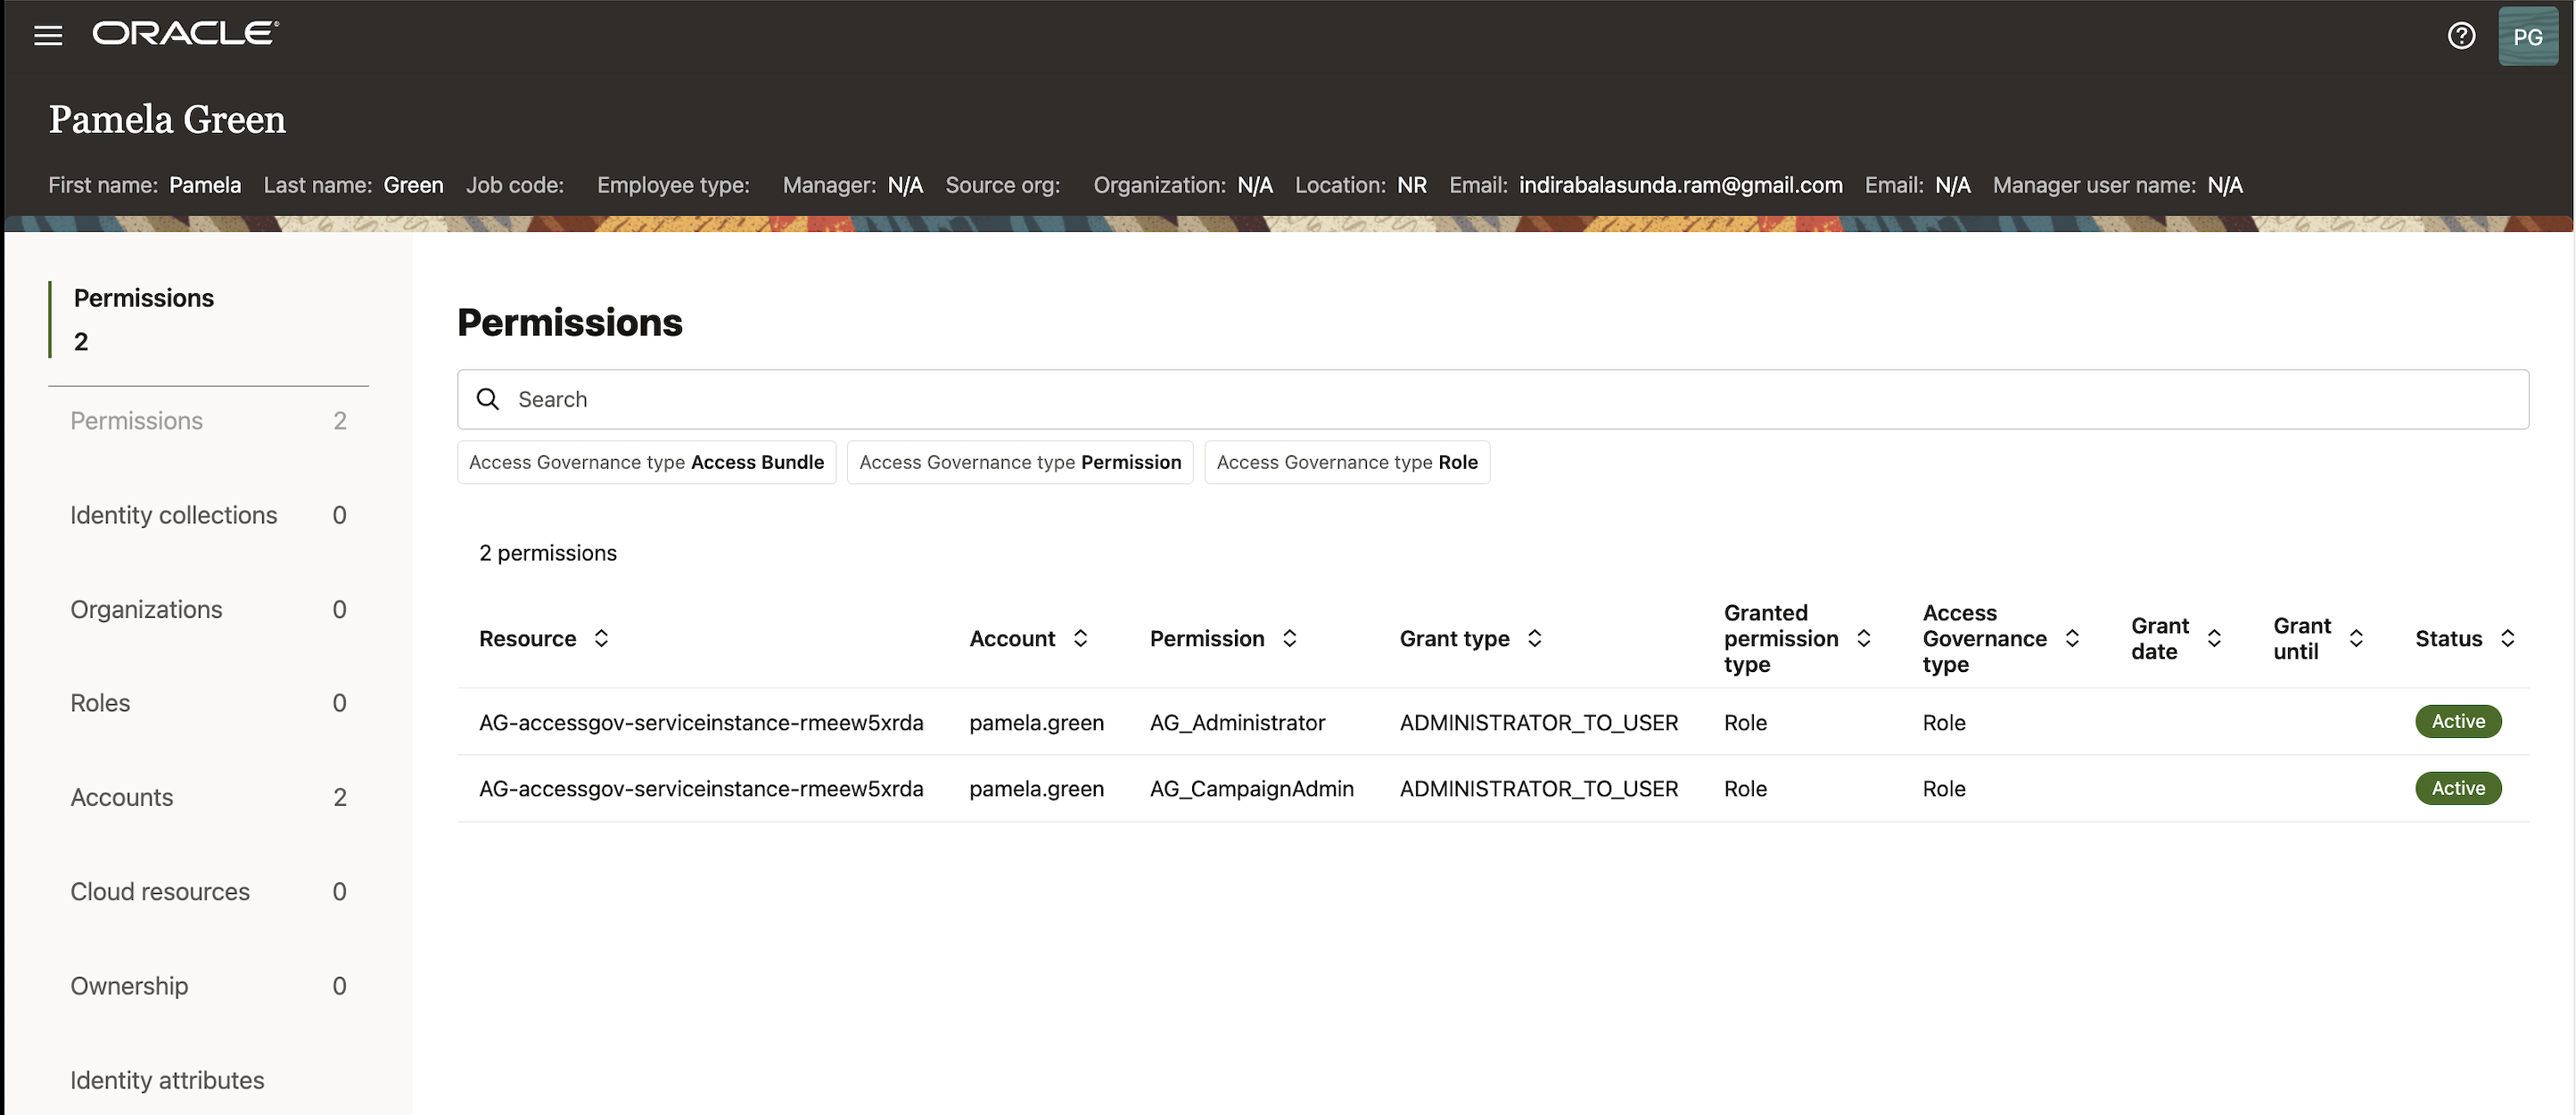 ORACLE
PG
Pamela Green
First name: Pamela Last name: Green Job code: Employee type: Manager: N/A Source org: Organization: N/A Location: NR Email: indirabalasunda.ram@gmail.com Email: N/A Manager user name: N/A
Permissions
2
Permissions 2
Identity collections 0
Organizations 0
Roles 0
Accounts 2
Cloud resources 0
Ownership 0
Identity attributes
Permissions
Search
Access Governance type Access Bundle Access Governance type Permission Access Governance type Role
2 permissions
Resource Account Permission Grant type Granted permission type Access Governance type Grant date Grant until Status
AG-accessgov-serviceinstance-rmeew5xrda pamela.green AG_Administrator ADMINISTRATOR_TO_USER Role Role Active
AG-accessgov-serviceinstance-rmeew5xrda pamela.green AG_CampaignAdmin ADMINISTRATOR_TO_USER Role Role Active